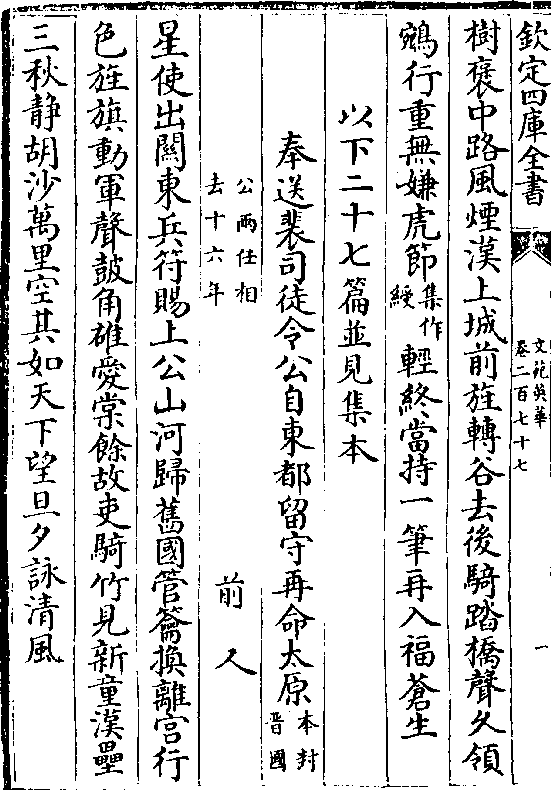 欽定四庫全書
文苑英華
卷二百七十七
一
樹褒中路風煙漢上城前旌轉谷去後騎踏橋聲久領
鵷行重無嫌虎節集作綬輕終當持一筆再入福蒼生
以下二十七篇並見集本
奉送裴司徒令公自東都留守再命太原本封晉國
公兩任相去十六年 前人
星使出關東兵符賜上公山河歸舊國管籥換離宮行
色旌旗動軍聲皷角雄愛棠餘故吏騎竹見新童漢壘
三秋静胡沙萬里空其如天下望旦夕詠清風